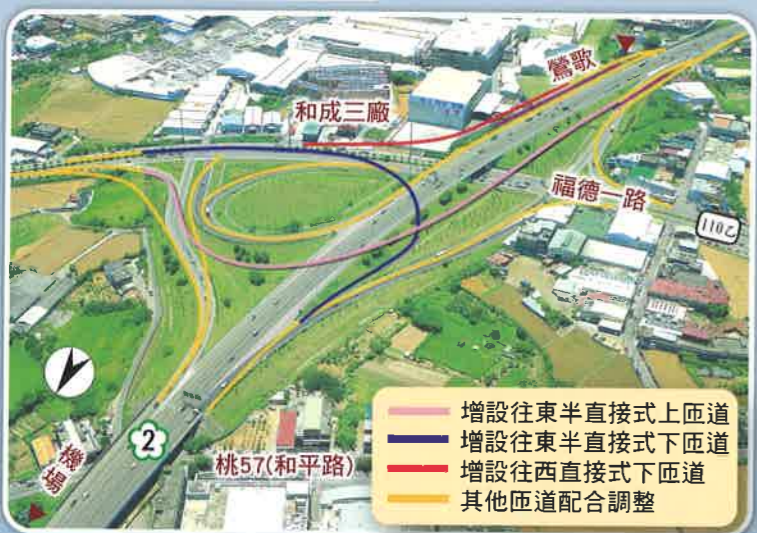 鶯歌
和成三廠
福德一路
110乙
2
機場
桃57(和平路)
增設往東半直接式上匝道
增設往東半直接式下匝道
增設往西直接式下匝道
其他匝道配合調整